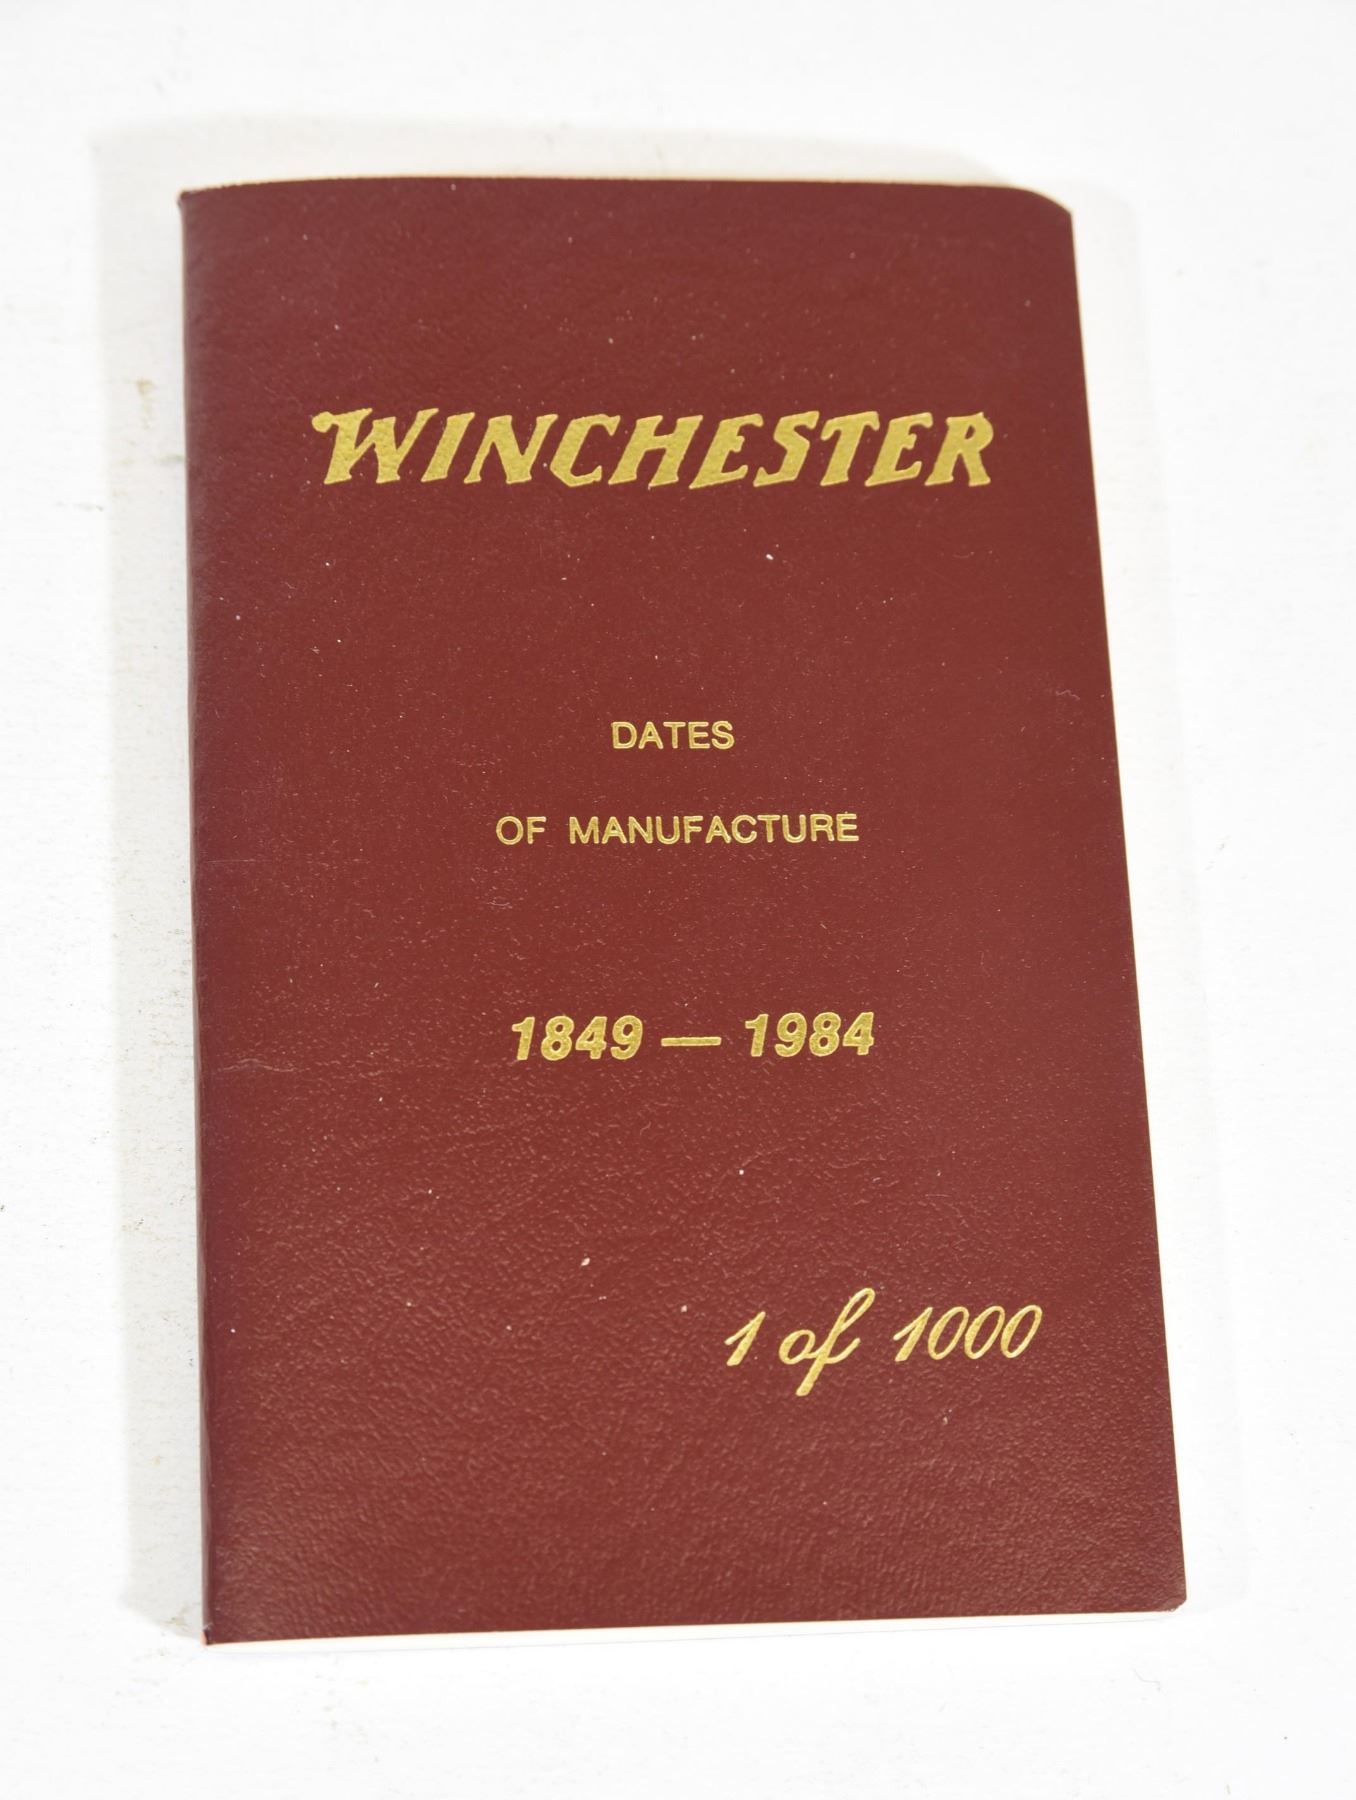 WINCHESTER
DATES
OF MANUFACTURE
1849 — 1984
1 of 1000